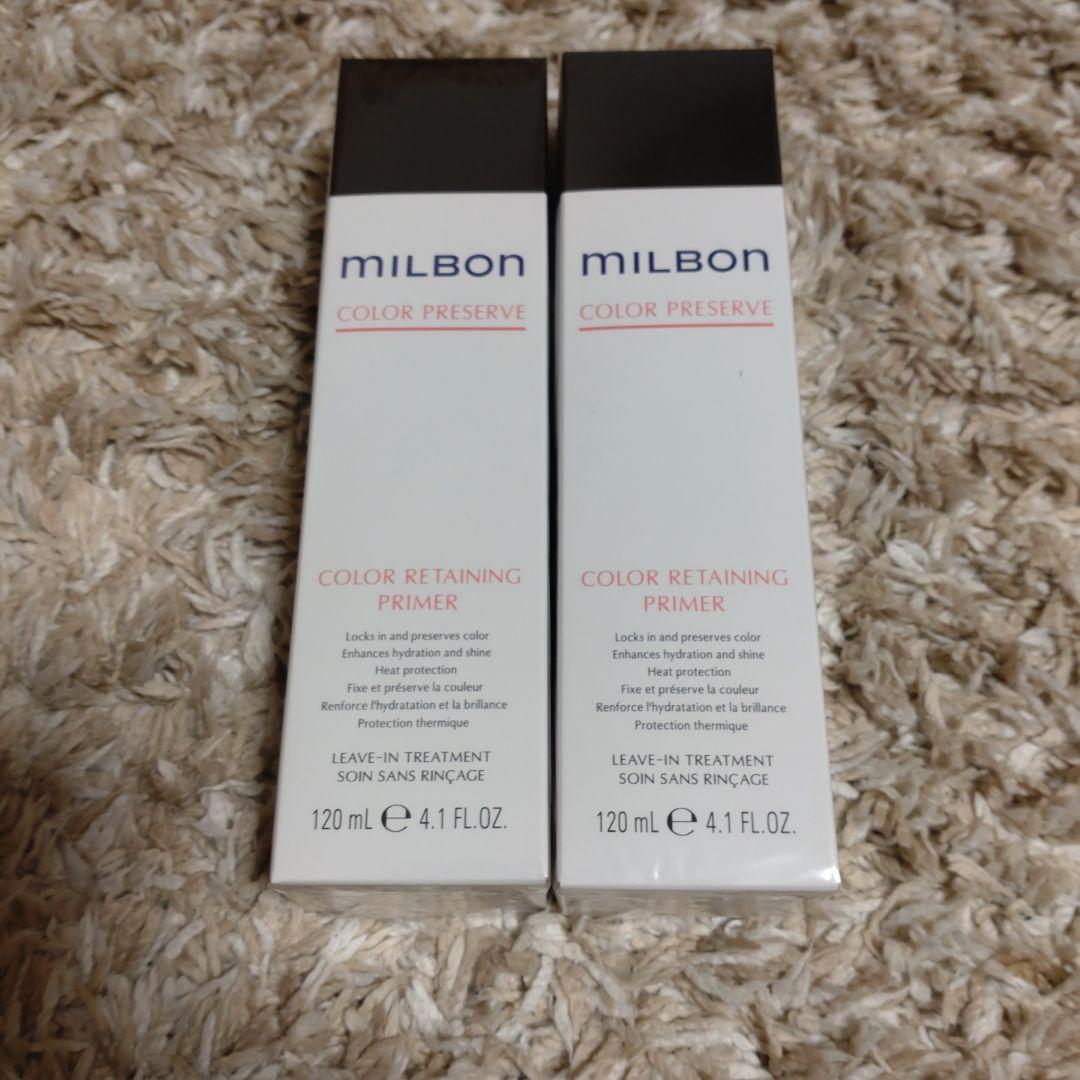 MILBON
COLOR PRESERVE
COLOR RETAINING
PRIMER
Locks in and preserves color
Enhances hydration and shine
Heat protection
Fixe et préserve la couleur
Renforce l'hydratation et la brillance
Protection thermique
LEAVE-IN TREATMENT
SOIN SANS RINÇAGE
120 mL ℮ 4.1 FL.OZ.
MILBON
COLOR PRESERVE
COLOR RETAINING
PRIMER
Locks in and preserves color
Enhances hydration and shine
Heat protection
Fixe et préserve la couleur
Renforce l'hydratation et la brillance
Protection thermique
LEAVE-IN TREATMENT
SOIN SANS RINÇAGE
120 mL ℮ 4.1 FL.OZ.